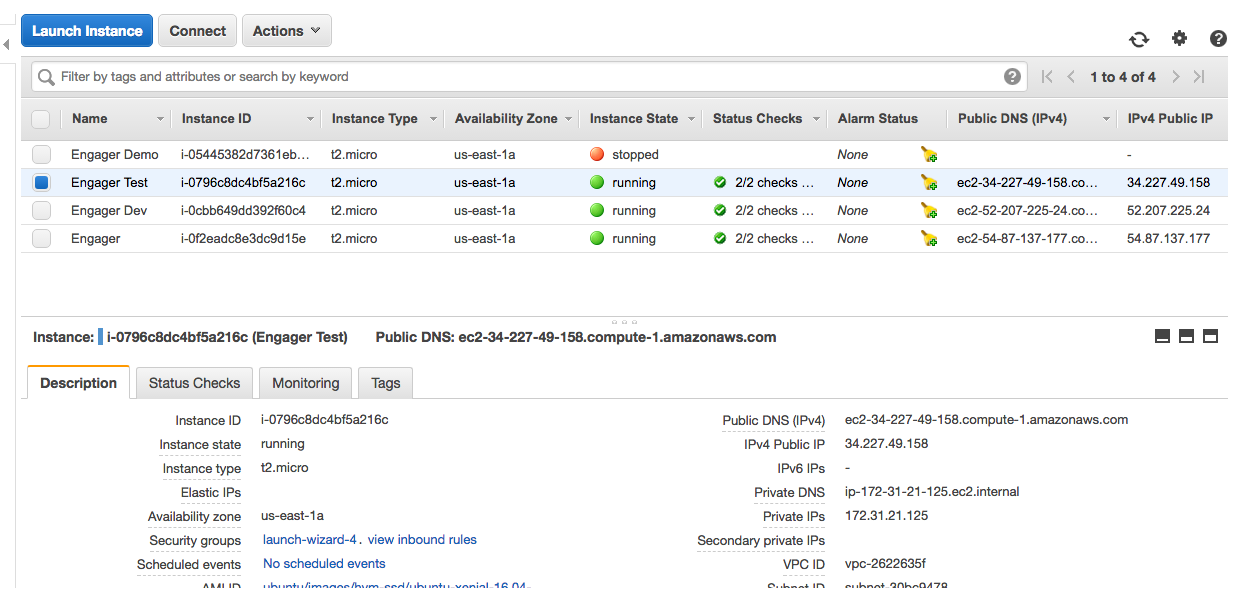 Launch Instance Connect Actions
Filter by tags and attributes or search by keyword 1 to 4 of 4
Name Instance ID Instance Type Availability Zone Instance State Status Checks Alarm Status Public DNS (IPv4) IPv4 Public IP
Engager Demo i-05445382d7361eb... t2.micro us-east-1a stopped None -
Engager Test i-0796c8dc4bf5a216c t2.micro us-east-1a running 2/2 checks ... None ec2-34-227-49-158.co... 34.227.49.158
Engager Dev i-0cbb649dd392f60c4 t2.micro us-east-1a running 2/2 checks ... None ec2-52-207-225-24.co... 52.207.225.24
Engager i-0f2eadc8e3dc9d15e t2.micro us-east-1a running 2/2 checks ... None ec2-54-87-137-177.co... 54.87.137.177
Instance: i-0796c8dc4bf5a216c (Engager Test) Public DNS: ec2-34-227-49-158.compute-1.amazonaws.com
Description Status Checks Monitoring Tags
Instance ID i-0796c8dc4bf5a216c Public DNS (IPv4) ec2-34-227-49-158.compute-1.amazonaws.com
Instance state running IPv4 Public IP 34.227.49.158
Instance type t2.micro IPv6 IPs -
Elastic IPs Private DNS ip-172-31-21-125.ec2.internal
Availability zone us-east-1a Private IPs 172.31.21.125
Security groups launch-wizard-4. view inbound rules Secondary private IPs
Scheduled events No scheduled events VPC ID vpc-2622635f
AMI ID ubuntu/images/hvm-ssd/ubuntu-xenial-16.04- Subnet ID subnet-30bc9478